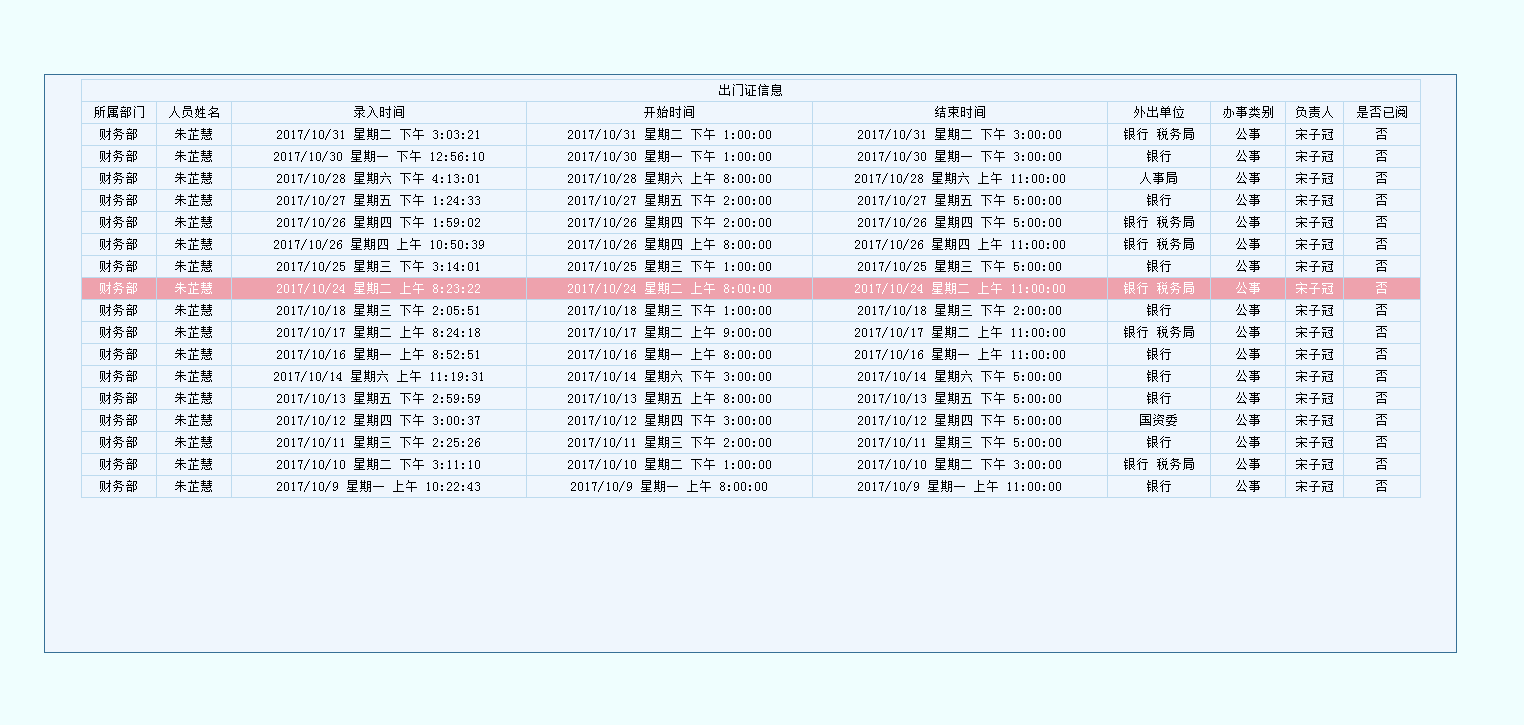 出门证信息
所属部门 人员姓名 录入时间 开始时间 结束时间 外出单位 办事类别 负责人 是否已阅
财务部 朱芷慧 2017/10/31 星期二 下午 3:03:21 2017/10/31 星期二 下午 1:00:00 2017/10/31 星期二 下午 3:00:00 银行 税务局 公事 宋子冠 否
财务部 朱芷慧 2017/10/30 星期一 下午 12:56:10 2017/10/30 星期一 下午 1:00:00 2017/10/30 星期一 下午 3:00:00 银行 公事 宋子冠 否
财务部 朱芷慧 2017/10/28 星期六 下午 4:13:01 2017/10/28 星期六 上午 8:00:00 2017/10/28 星期六 上午 11:00:00 人事局 公事 宋子冠 否
财务部 朱芷慧 2017/10/27 星期五 下午 1:24:33 2017/10/27 星期五 下午 2:00:00 2017/10/27 星期五 下午 5:00:00 银行 公事 宋子冠 否
财务部 朱芷慧 2017/10/26 星期四 下午 1:59:02 2017/10/26 星期四 下午 2:00:00 2017/10/26 星期四 下午 5:00:00 银行 税务局 公事 宋子冠 否
财务部 朱芷慧 2017/10/26 星期四 上午 10:50:39 2017/10/26 星期四 上午 8:00:00 2017/10/26 星期四 上午 11:00:00 银行 税务局 公事 宋子冠 否
财务部 朱芷慧 2017/10/25 星期三 下午 3:14:01 2017/10/25 星期三 下午 1:00:00 2017/10/25 星期三 下午 5:00:00 银行 公事 宋子冠 否
财务部 朱芷慧 2017/10/24 星期二 上午 8:23:22 2017/10/24 星期二 上午 8:00:00 2017/10/24 星期二 上午 11:00:00 银行 税务局 公事 宋子冠 否
财务部 朱芷慧 2017/10/18 星期三 下午 2:05:51 2017/10/18 星期三 下午 1:00:00 2017/10/18 星期三 下午 2:00:00 银行 公事 宋子冠 否
财务部 朱芷慧 2017/10/17 星期二 上午 8:24:18 2017/10/17 星期二 上午 9:00:00 2017/10/17 星期二 上午 11:00:00 银行 税务局 公事 宋子冠 否
财务部 朱芷慧 2017/10/16 星期一 上午 8:52:51 2017/10/16 星期一 上午 8:00:00 2017/10/16 星期一 上午 11:00:00 银行 公事 宋子冠 否
财务部 朱芷慧 2017/10/14 星期六 上午 11:19:31 2017/10/14 星期六 下午 3:00:00 2017/10/14 星期六 下午 5:00:00 银行 公事 宋子冠 否
财务部 朱芷慧 2017/10/13 星期五 下午 2:59:59 2017/10/13 星期五 上午 8:00:00 2017/10/13 星期五 下午 5:00:00 银行 公事 宋子冠 否
财务部 朱芷慧 2017/10/12 星期四 下午 3:00:37 2017/10/12 星期四 下午 3:00:00 2017/10/12 星期四 下午 5:00:00 国资委 公事 宋子冠 否
财务部 朱芷慧 2017/10/11 星期三 下午 2:25:26 2017/10/11 星期三 下午 2:00:00 2017/10/11 星期三 下午 5:00:00 银行 公事 宋子冠 否
财务部 朱芷慧 2017/10/10 星期二 下午 3:11:10 2017/10/10 星期二 下午 1:00:00 2017/10/10 星期二 下午 3:00:00 银行 税务局 公事 宋子冠 否
财务部 朱芷慧 2017/10/9 星期一 上午 10:22:43 2017/10/9 星期一 上午 8:00:00 2017/10/9 星期一 上午 11:00:00 银行 公事 宋子冠 否